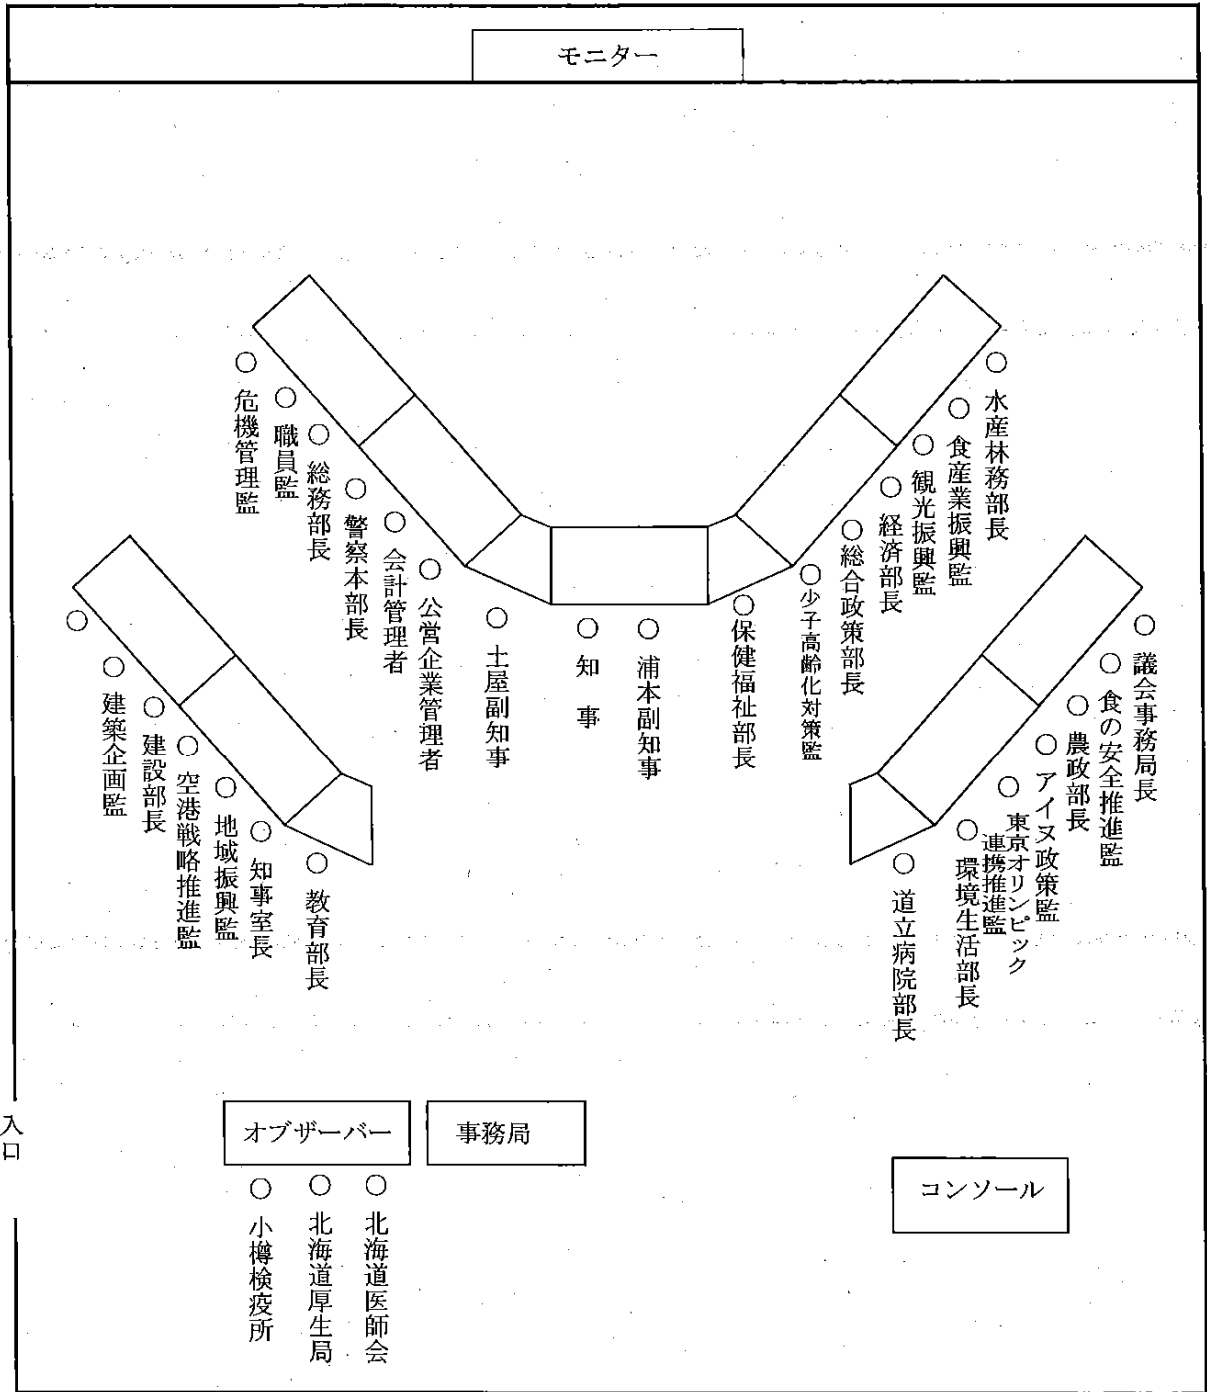 モニター
○ 危機管理監
○ 職員監
○ 総務部長
○ 警察本部長
○ 会計管理者
○ 公営企業管理者
○ 土屋副知事
○ 知事
○ 浦本副知事
○ 保健福祉部長
○ 少子高齢化対策監
○ 総合政策部長
○ 経済部長
○ 観光振興監
○ 食産業振興監
○ 水産林務部長
○
○ 建築企画監
○ 建設部長
○ 空港戦略推進監
○ 地域振興監
○ 知事室長
○ 教育部長
○ 道立病院部長
○ 環境生活部長
○ 東京オリンピック
連携推進監
○ アイヌ政策監
○ 農政部長
○ 食の安全推進監
○ 議会事務局長
入口
オブザーバー
事務局
コンソール
○ 小樽検疫所
○ 北海道厚生局
○ 北海道医師会